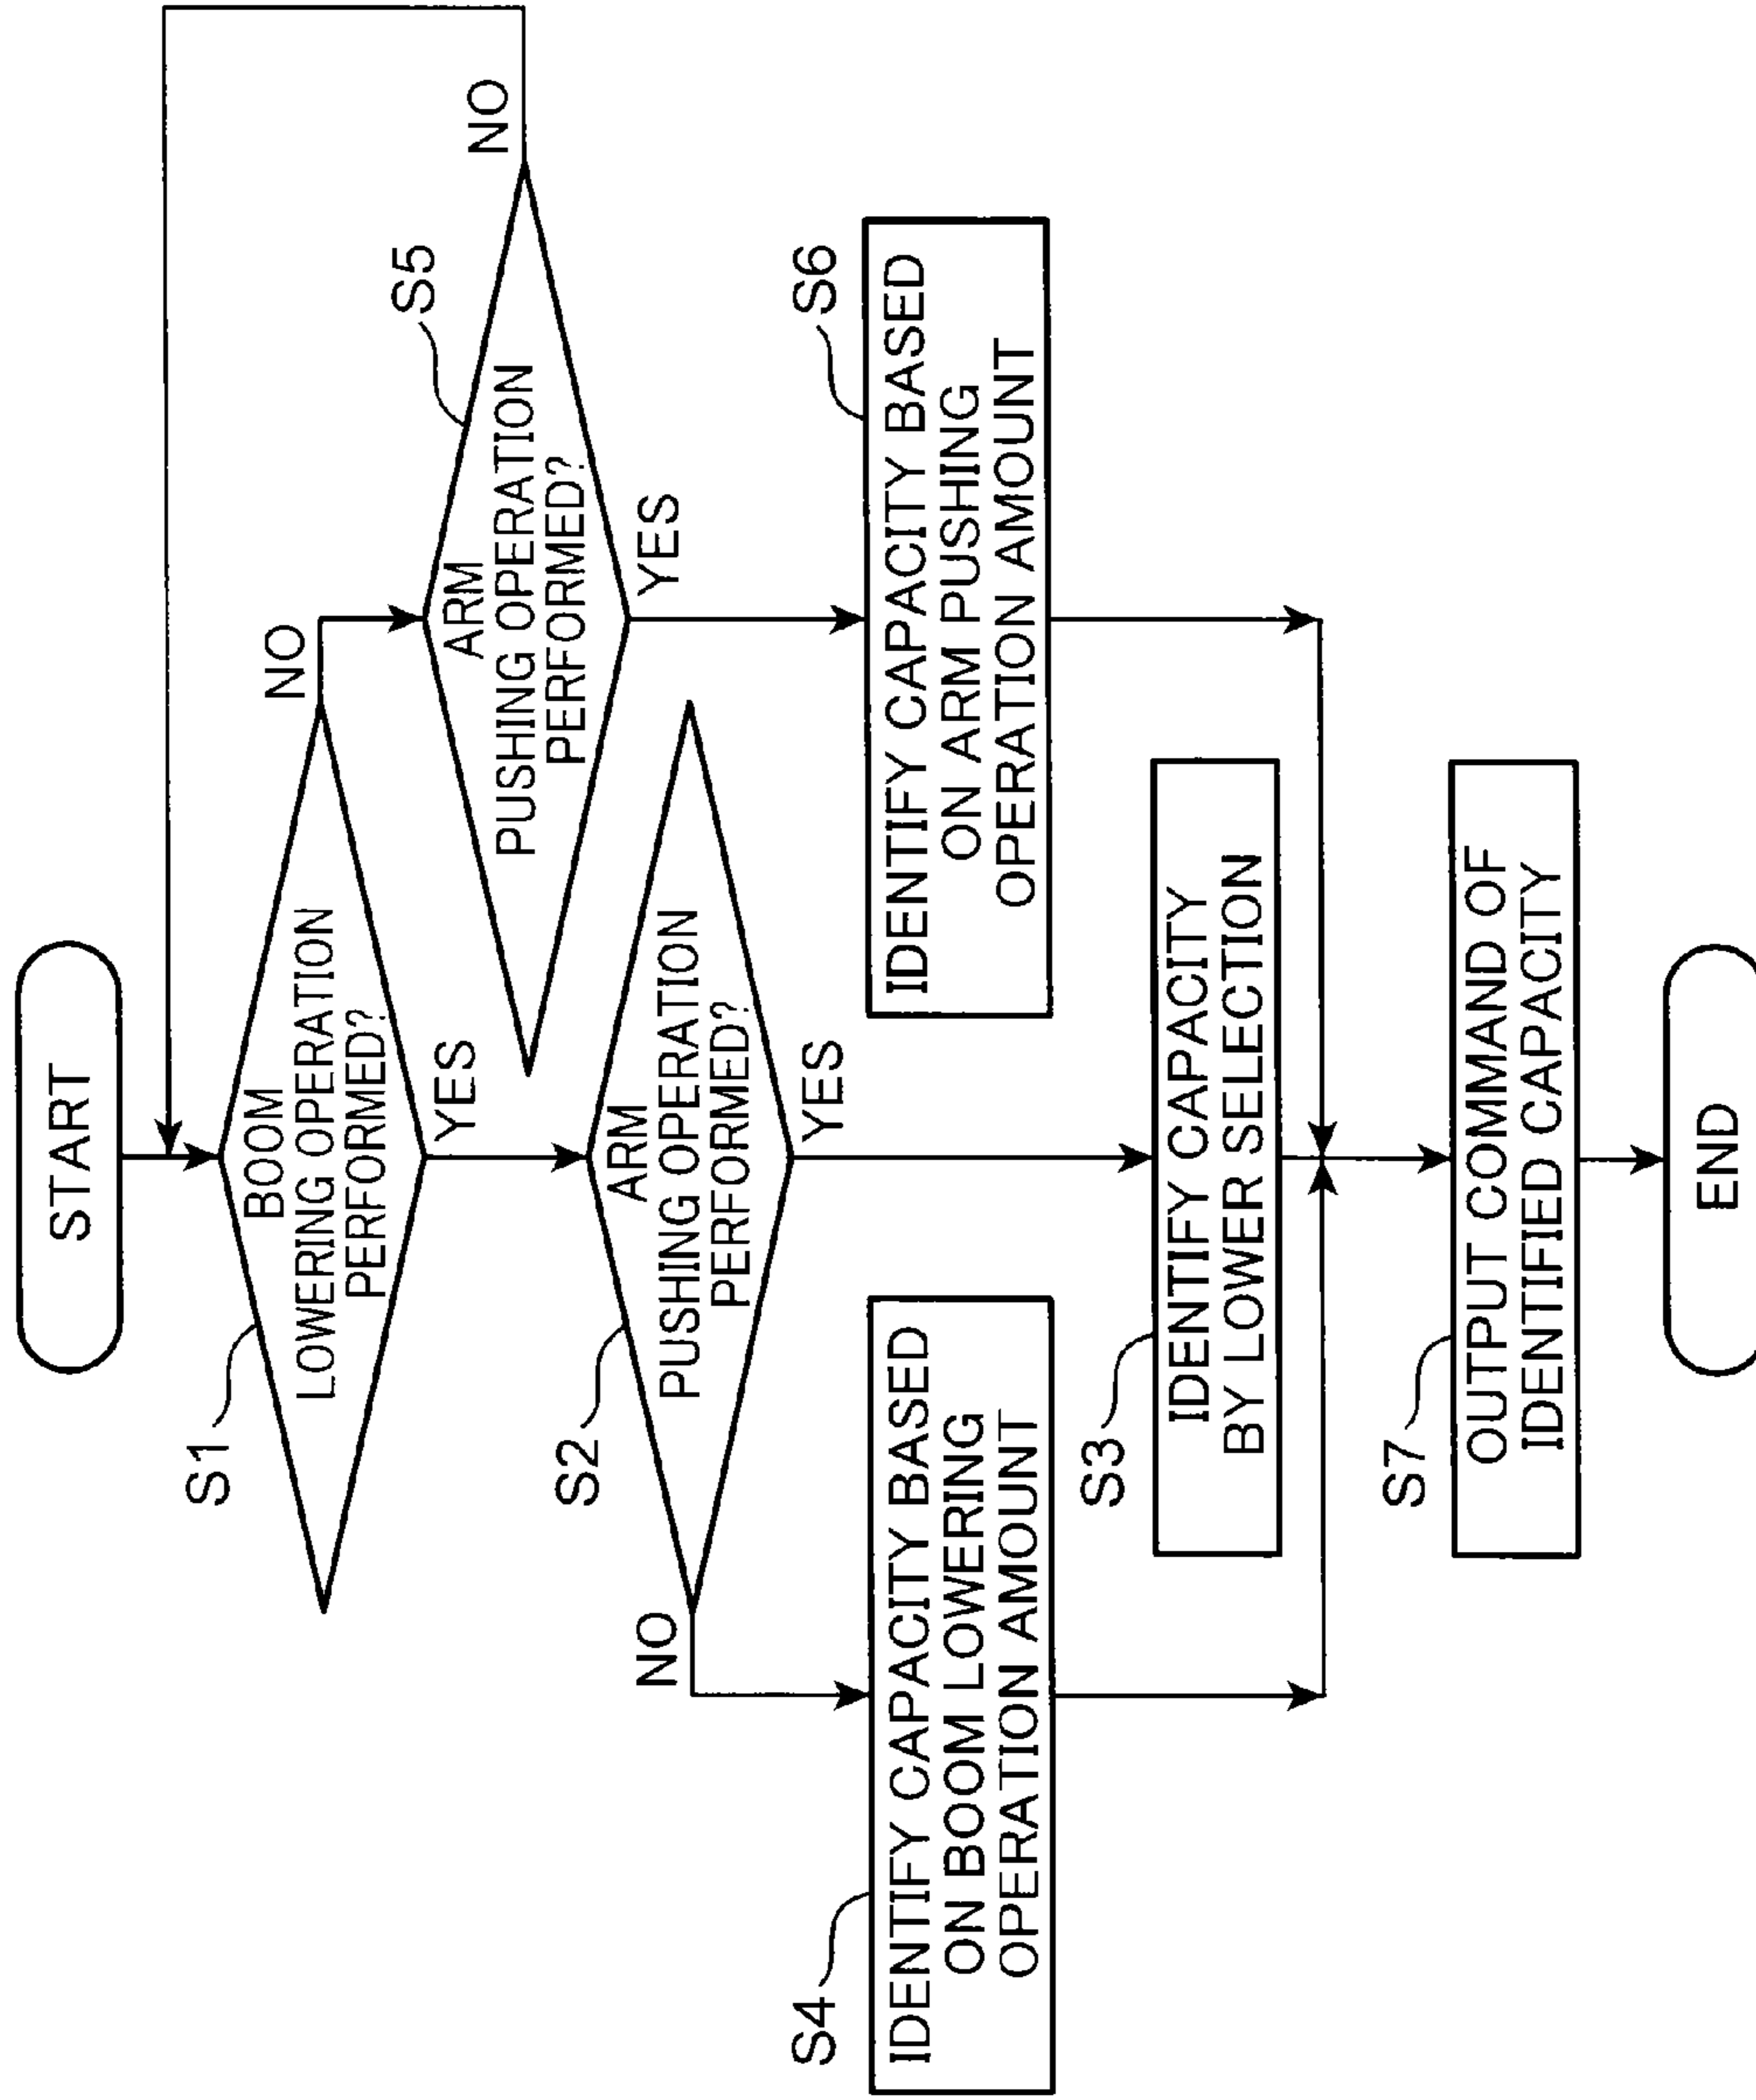 START
S1
BOOM
LOWERING OPERATION
PERFORMED?
NO
YES
S5
ARM
PUSHING OPERATION
PERFORMED?
NO
YES
S2
ARM
PUSHING OPERATION
PERFORMED?
NO
YES
S4
IDENTIFY CAPACITY BASED
ON BOOM LOWERING
OPERATION AMOUNT
S6
IDENTIFY CAPACITY BASED
ON ARM PUSHING
OPERATION AMOUNT
S3
IDENTIFY CAPACITY
BY LOWER SELECTION
S7
OUTPUT COMMAND OF
IDENTIFIED CAPACITY
END